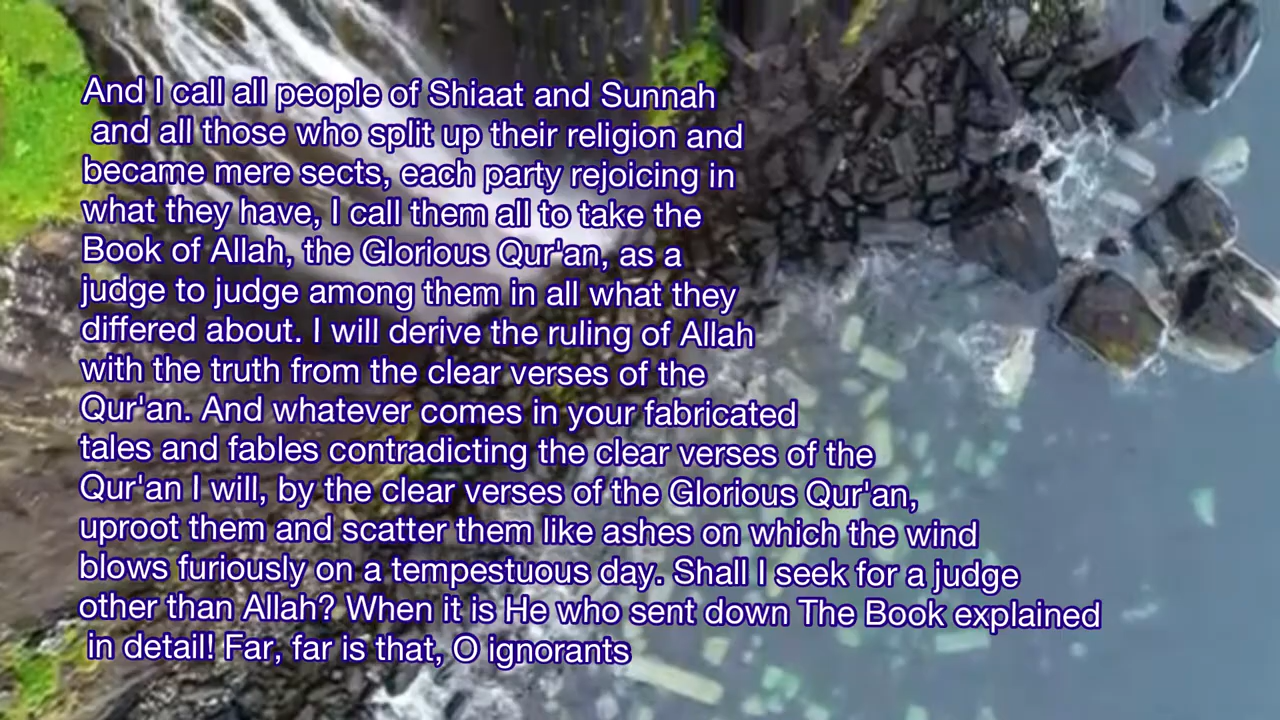 And I call all people of Shiaat and Sunnah
and all those who split up their religion and
became mere sects, each party rejoicing in
what they have, I call them all to take the
Book of Allah, the Glorious Qur'an, as a
judge to judge among them in all what they
differed about. I will derive the ruling of Allah
with the truth from the clear verses of the
Qur'an. And whatever comes in your fabricated
tales and fables contradicting the clear verses of the
Qur'an I will, by the clear verses of the Glorious Qur'an,
uproot them and scatter them like ashes on which the wind
blows furiously on a tempestuous day. Shall I seek for a judge
other than Allah? When it is He who sent down The Book explained
in detail! Far, far is that, O ignorants